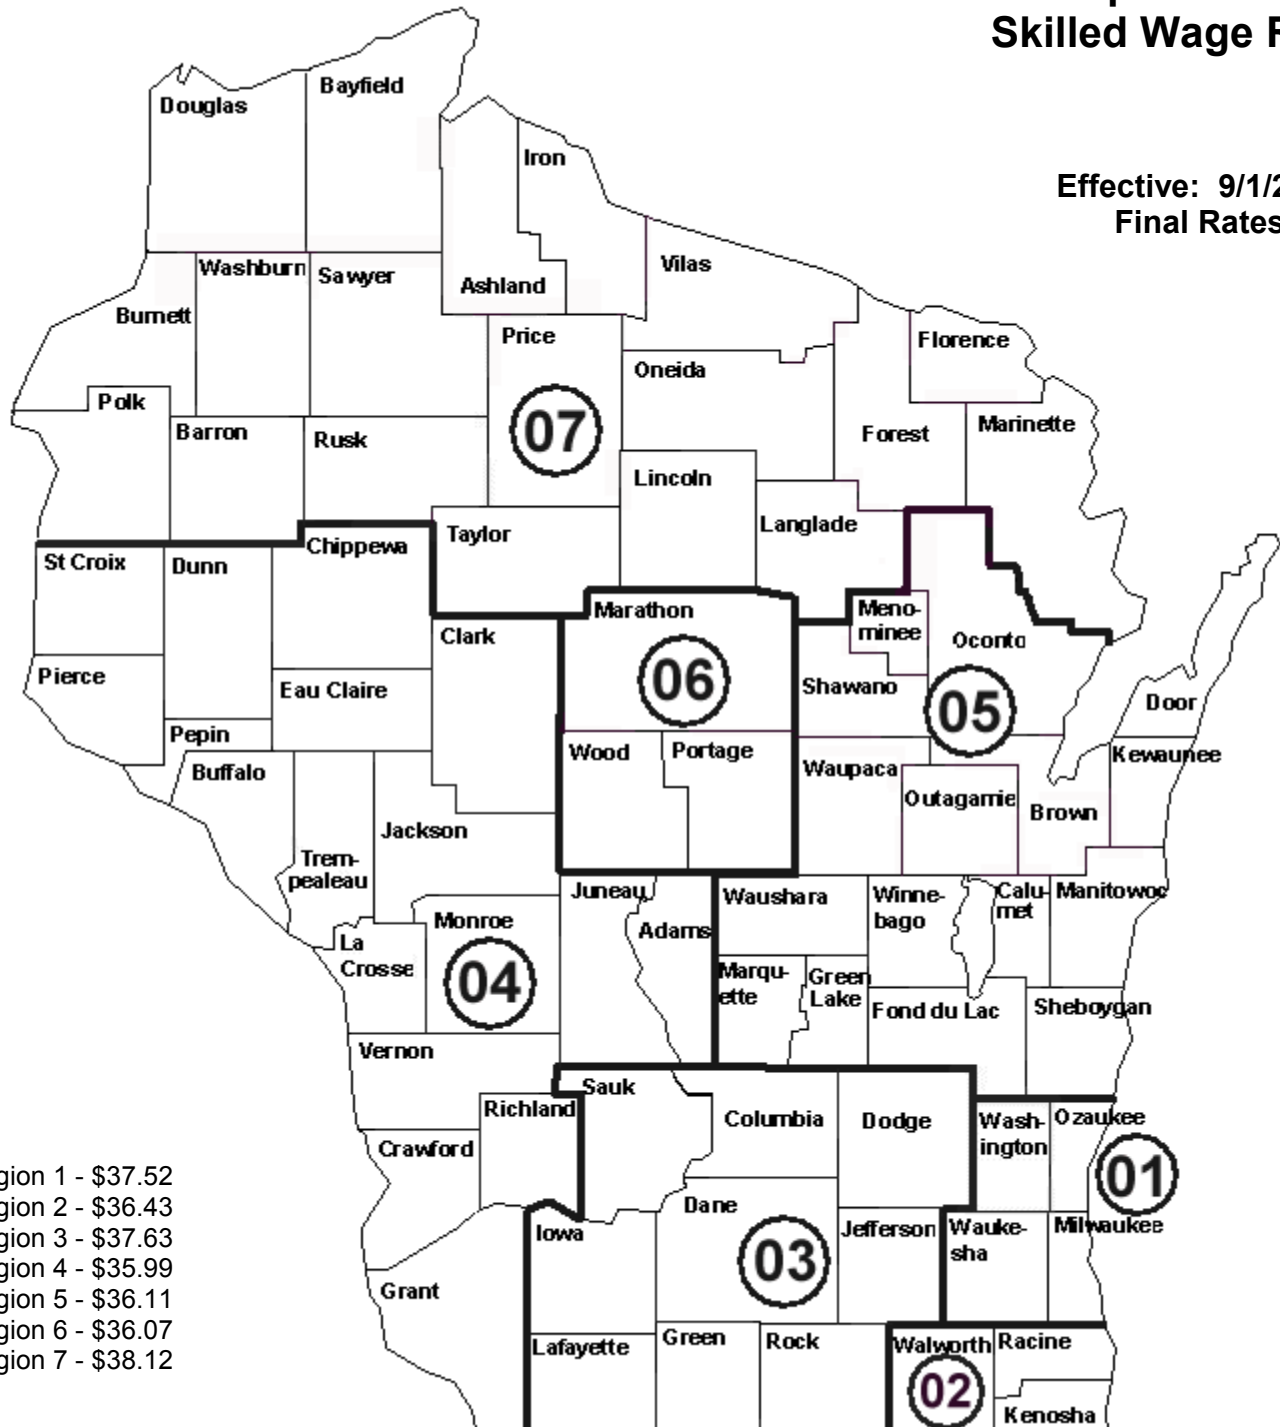 Skilled Wage R
Effective: 9/1/2
Final Rates
Douglas
Bayfield
Iron
Washburn
Sawyer
Ashland
Vilas
Burnett
Price
Florence
Oneida
Polk
Barron
Rusk
07
Forest
Marinette
Lincoln
Langlade
Taylor
Chippewa
St Croix
Dunn
Marathon
Meno-
minee
Clark
Oconto
Pierce
Eau Claire
06
Shawano
05
Door
Pepin
Buffalo
Wood
Portage
Waupaca
Kewaunee
Outagamie
Brown
Jackson
Trem-
pealeau
Juneau
Adams
Waushara
Winne-
bago
Calu-
met
Manitowoc
Monroe
La
Crosse
04
Marqu-
ette
Green
Lake
Fond du Lac
Sheboygan
Vernon
Sauk
Richland
Columbia
Dodge
Wash-
ington
Ozaukee
Crawford
01
Dane
Iowa
03
Jefferson
Wauke-
sha
Milwaukee
Grant
Lafayette
Green
Rock
Walworth
Racine
02
Kenosha
gion 1 - $37.52
gion 2 - $36.43
gion 3 - $37.63
gion 4 - $35.99
gion 5 - $36.11
gion 6 - $36.07
gion 7 - $38.12